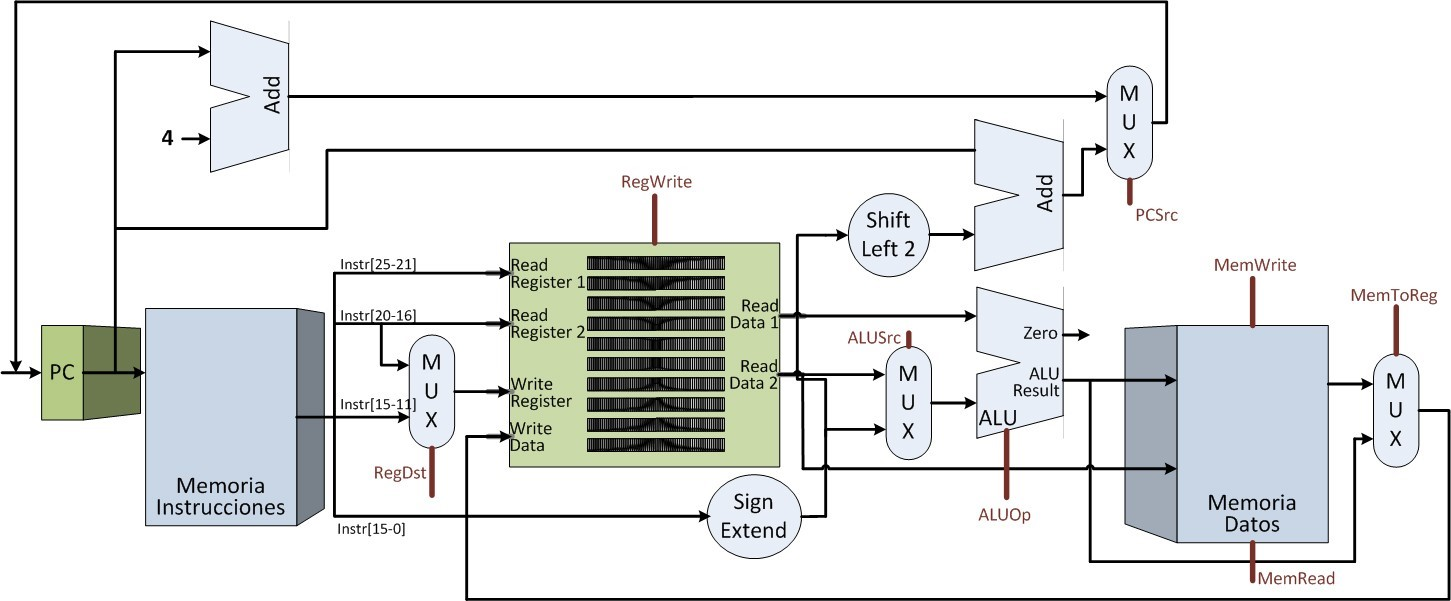 Add
4
M
U
X
PCSrc
Add
Shift
Left 2
RegWrite
PC
Memoria
Instrucciones
Instr[25-21]
Instr[20-16]
Instr[15-11]
Instr[15-0]
M
U
X
RegDst
Read
Register 1
Read
Register 2
Write
Register
Write
Data
Read
Data 1
Read
Data 2
Sign
Extend
ALUSrc
M
U
X
Zero
ALU
Result
ALU
ALUOp
MemWrite
Memoria
Datos
MemRead
MemToReg
M
U
X